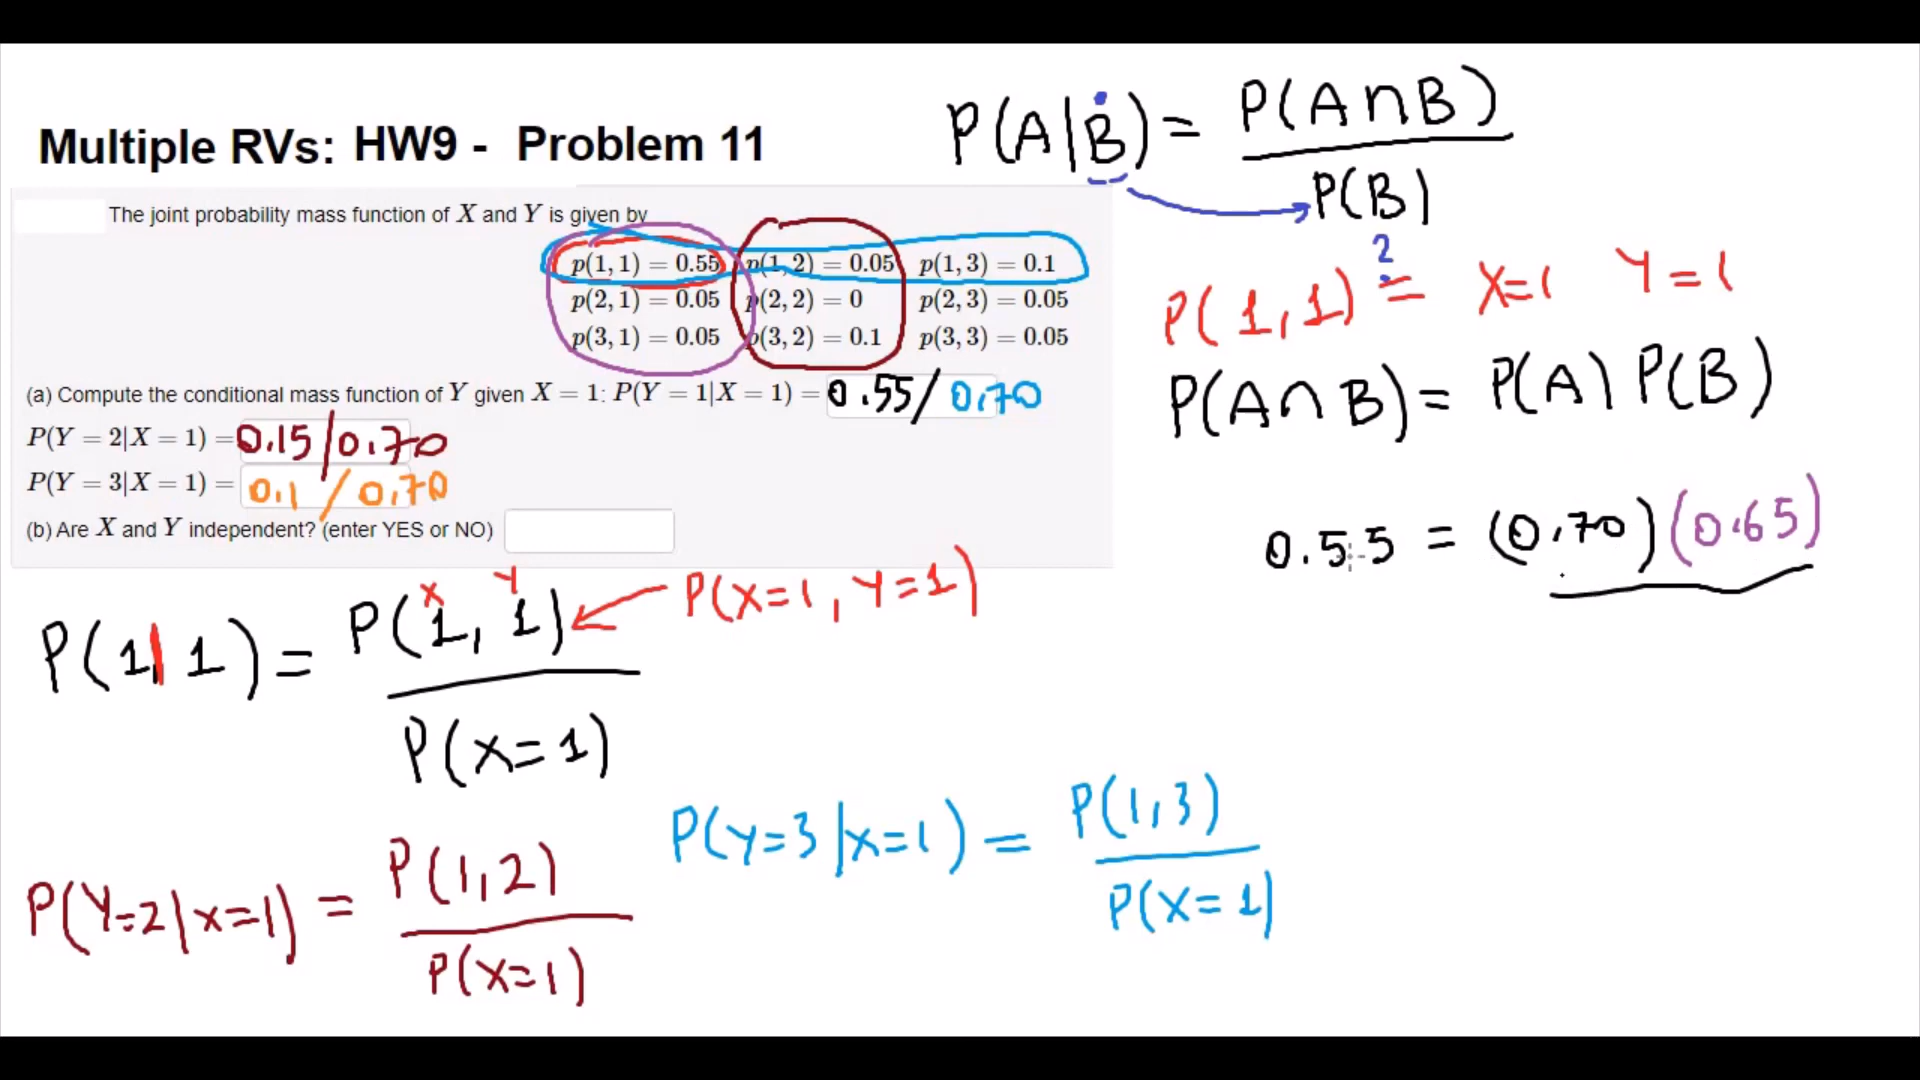 Multiple RVs: HW9 - Problem 11
P(A|B) = P(A∩B) / P(B)
The joint probability mass function of X and Y is given by
p(1,1) = 0.55 p(1,2) = 0.05 p(1,3) = 0.1
p(2,1) = 0.05 p(2,2) = 0 p(2,3) = 0.05
p(3,1) = 0.05 p(3,2) = 0.1 p(3,3) = 0.05
(a) Compute the conditional mass function of Y given X = 1: P(Y = 1|X = 1) = 0.55/0.70
P(Y = 2|X = 1) = 0.15/0.70
P(Y = 3|X = 1) = 0.1/0.70
(b) Are X and Y independent? (enter YES or NO)
P(1,1) ?= X=1 Y=1
P(A∩B) = P(A) P(B)
0.55 = (0.70)(0.65)
X Y
P(1|1) = P(1,1) / P(X=1)
P(X=1, Y=1)
P(Y=2|X=1) = P(1,2) / P(X=1)
P(Y=3|X=1) = P(1,3) / P(X=1)